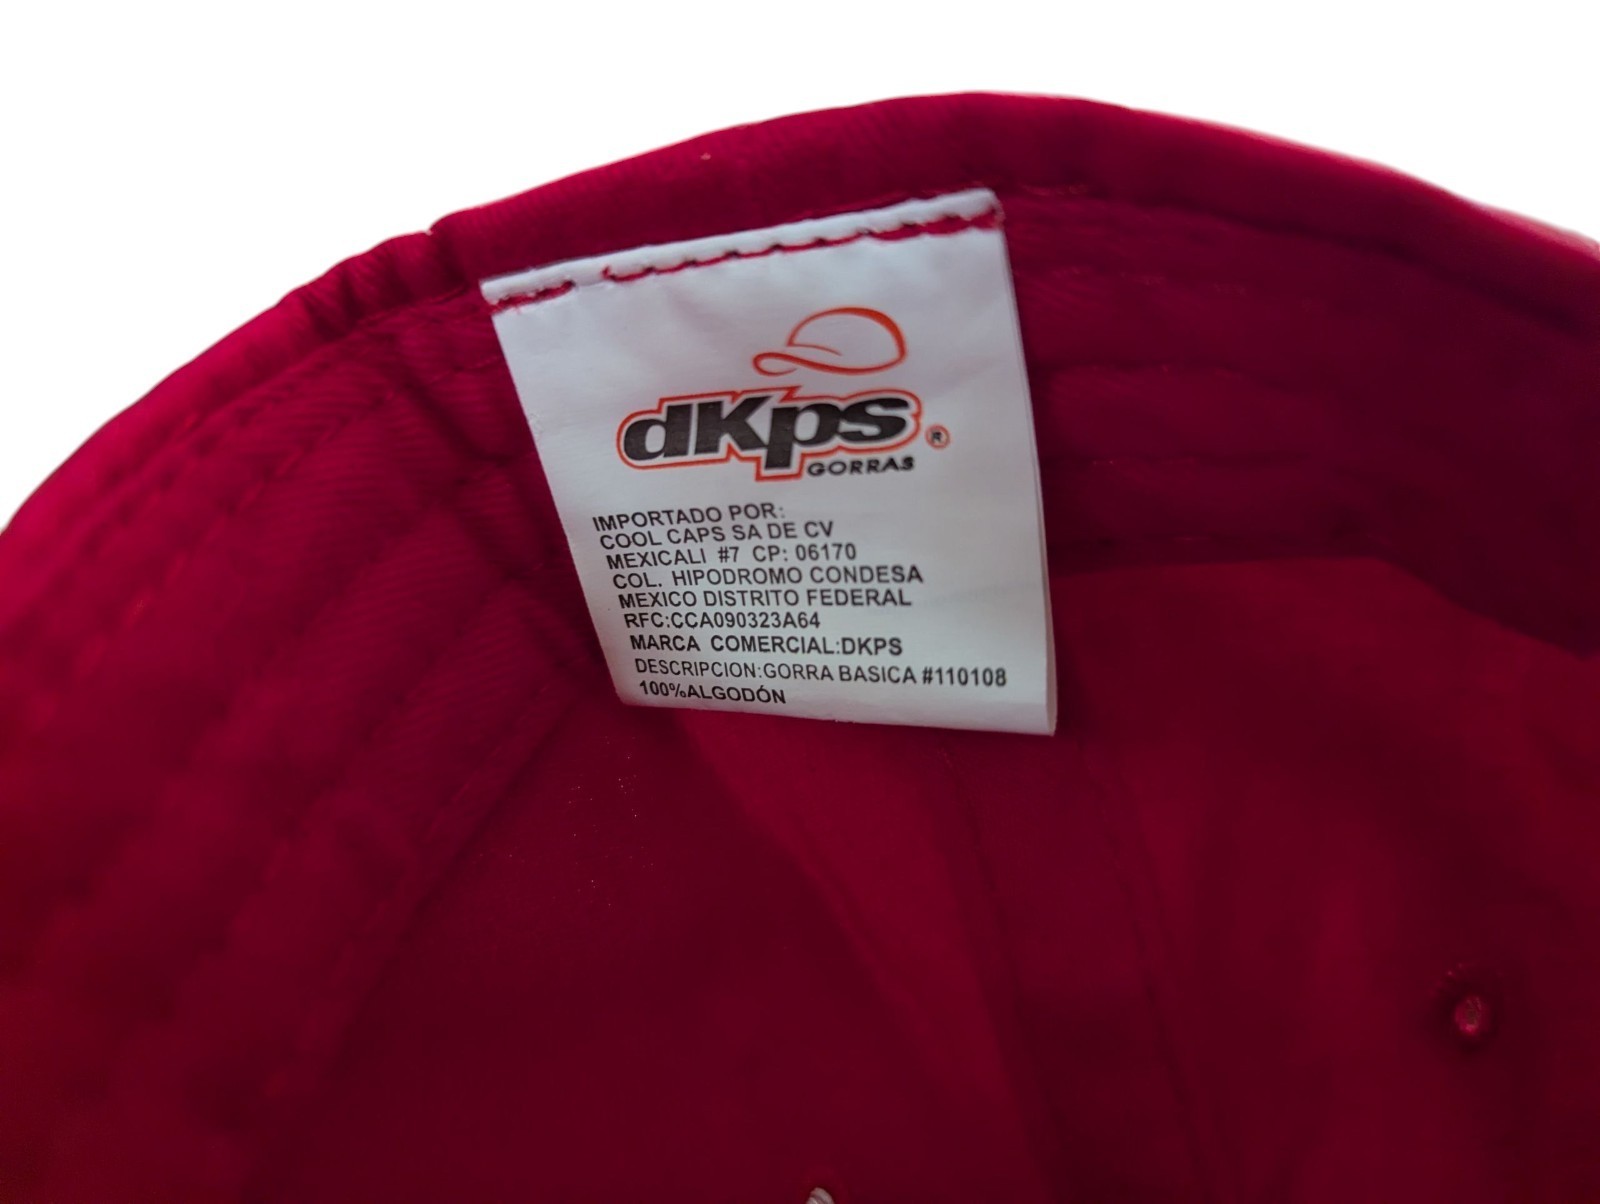 dKps®
GORRAS
IMPORTADO POR:
COOL CAPS SA DE CV
MEXICALI #7 CP: 06170
COL. HIPODROMO CONDESA
MEXICO DISTRITO FEDERAL
RFC:CCA090323A64
MARCA COMERCIAL:DKPS
DESCRIPCION:GORRA BASICA #110108
100%ALGODÓN